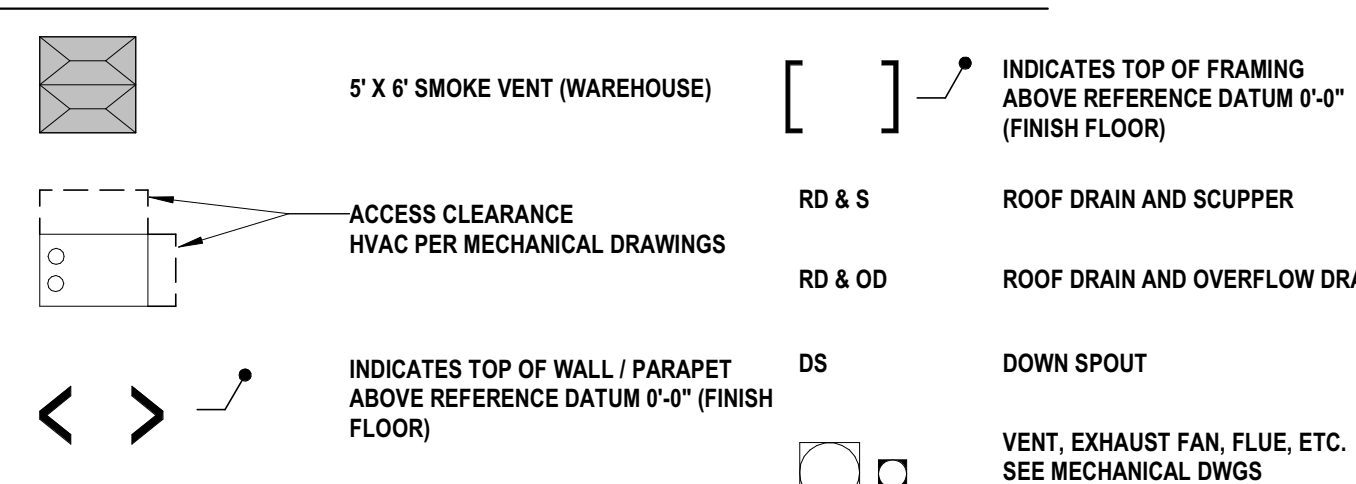 5' X 6' SMOKE VENT (WAREHOUSE)
ACCESS CLEARANCE
HVAC PER MECHANICAL DRAWINGS
< >
INDICATES TOP OF WALL / PARAPET
ABOVE REFERENCE DATUM 0'-0" (FINISH
FLOOR)
[ ]
INDICATES TOP OF FRAMING
ABOVE REFERENCE DATUM 0'-0"
(FINISH FLOOR)
RD & S ROOF DRAIN AND SCUPPER
RD & OD ROOF DRAIN AND OVERFLOW
DS DOWN SPOUT
VENT, EXHAUST FAN, FLUE, ETC.
SEE MECHANICAL DWGS